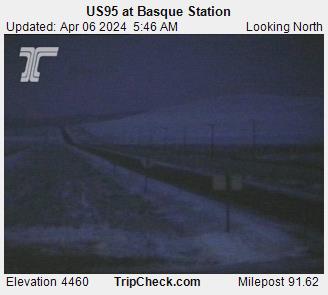 US95 at Basque Station
Updated: Apr 06 2024 5:46 AM Looking North
Elevation 4460 TripCheck.com Milepost 91.62